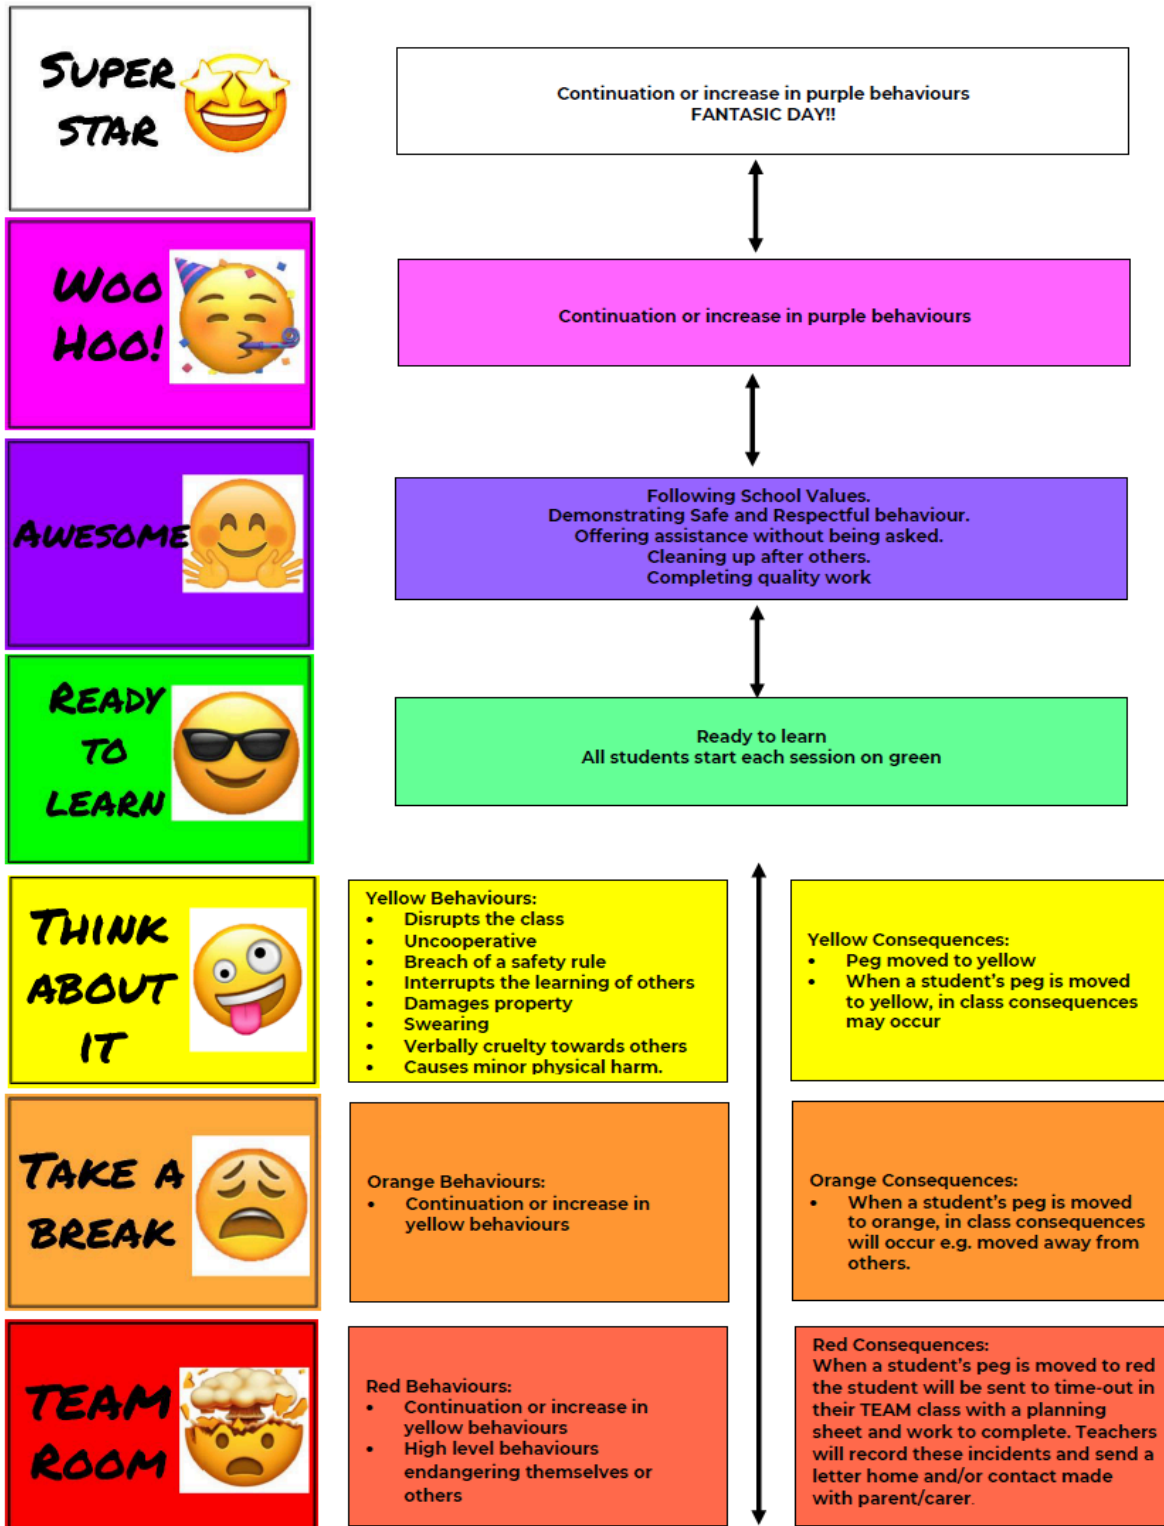 SUPER
STAR
Continuation or increase in purple behaviours
FANTASIC DAY!!
WOO
HOO!
Continuation or increase in purple behaviours
AWESOME
Following School Values.
Demonstrating Safe and Respectful behaviour.
Offering assistance without being asked.
Cleaning up after others.
Completing quality work
READY
TO
LEARN
Ready to learn
All students start each session on green
THINK
ABOUT
IT
Yellow Behaviours:
• Disrupts the class
• Uncooperative
• Breach of a safety rule
• Interrupts the learning of others
• Damages property
• Swearing
• Verbally cruelty towards others
• Causes minor physical harm.
Yellow Consequences:
• Peg moved to yellow
• When a student's peg is moved
to yellow, in class consequences
may occur
TAKE A
BREAK
Orange Behaviours:
• Continuation or increase in
yellow behaviours
Orange Consequences:
• When a student's peg is moved
to orange, in class consequences
will occur e.g. moved away from
others.
TEAM
ROOM
Red Behaviours:
• Continuation or increase in
yellow behaviours
• High level behaviours
endangering themselves or
others
Red Consequences:
When a student's peg is moved to red
the student will be sent to time-out in
their TEAM class with a planning
sheet and work to complete. Teachers
will record these incidents and send a
letter home and/or contact made
with parent/carer.